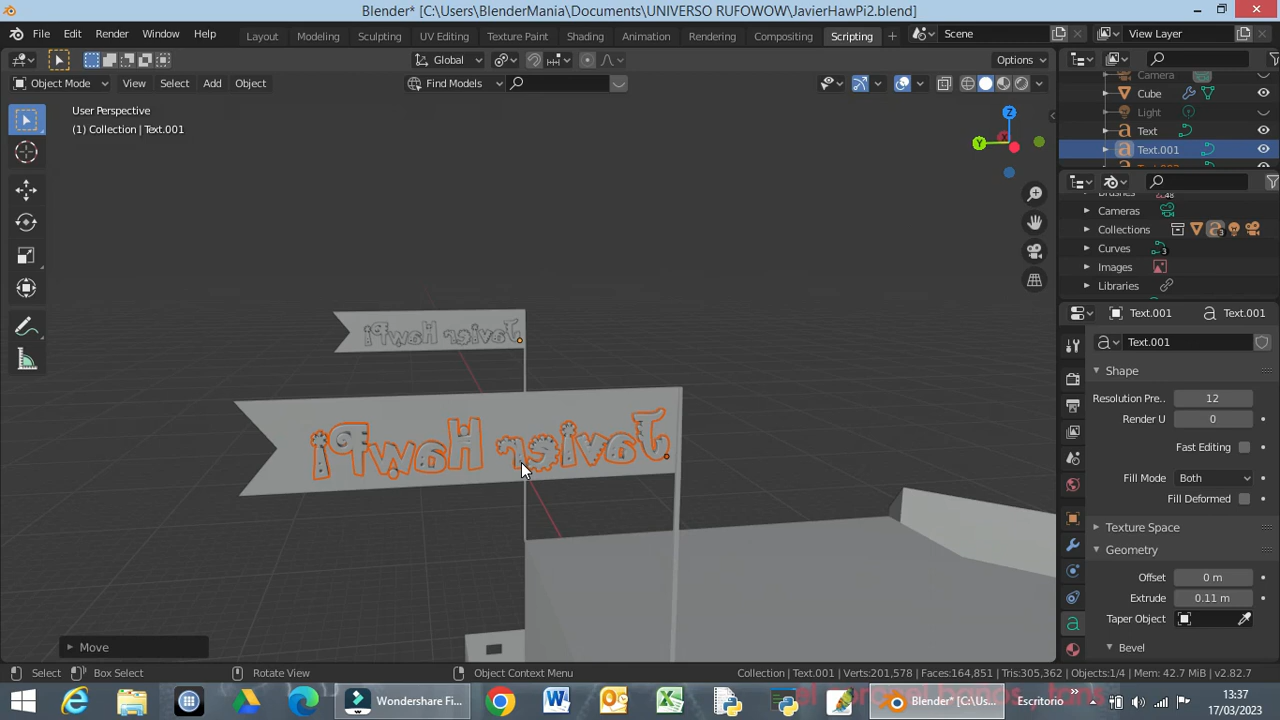 Blender* [C:\Users\BlenderMania\Documents\UNIVERSO RUFOWOW\JavierHawPi2.blend]
File Edit Render Window Help Layout Modeling Sculpting UV Editing Texture Paint Shading Animation Rendering Compositing Scripting + Scene View Layer
Global Options
Object Mode View Select Add Object Find Models
User Perspective
(1) Collection | Text.001
Z
X
Y
Camera
Cube
Light
Text
Text.001
Cameras
Collections 3
Curves 3
Images
Libraries
Text.001 Text.001
Text.001
Shape
Resolution Pre... 12
Render U 0
Fast Editing
Fill Mode Both
Fill Deformed
Texture Space
Geometry
Offset 0 m
Extrude 0.11 m
Taper Object
Bevel
Javier HawPi
Javier HawPi
Move
Select Box Select Rotate View Object Context Menu Collection | Text.001 | Verts:201,578 | Faces:164,851 | Tris:305,362 | Objects:1/4 | Mem: 42.7 MiB | v2.82.7
Wondershare Fi... Blender* [C:\Us... Escritorio
13:37
17/03/2023